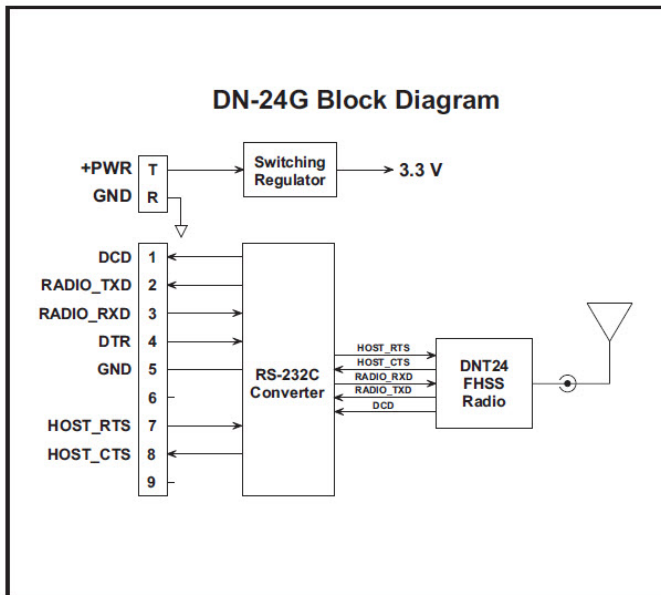 DN-24G Block Diagram
+PWR T
GND R
Switching
Regulator
3.3 V
DCD 1
RADIO_TXD 2
RADIO_RXD 3
DTR 4
GND 5
6
HOST_RTS 7
HOST_CTS 8
9
RS-232C
Converter
HOST_RTS
HOST_CTS
RADIO_RXD
RADIO_TXD
DCD
DNT24
FHSS
Radio